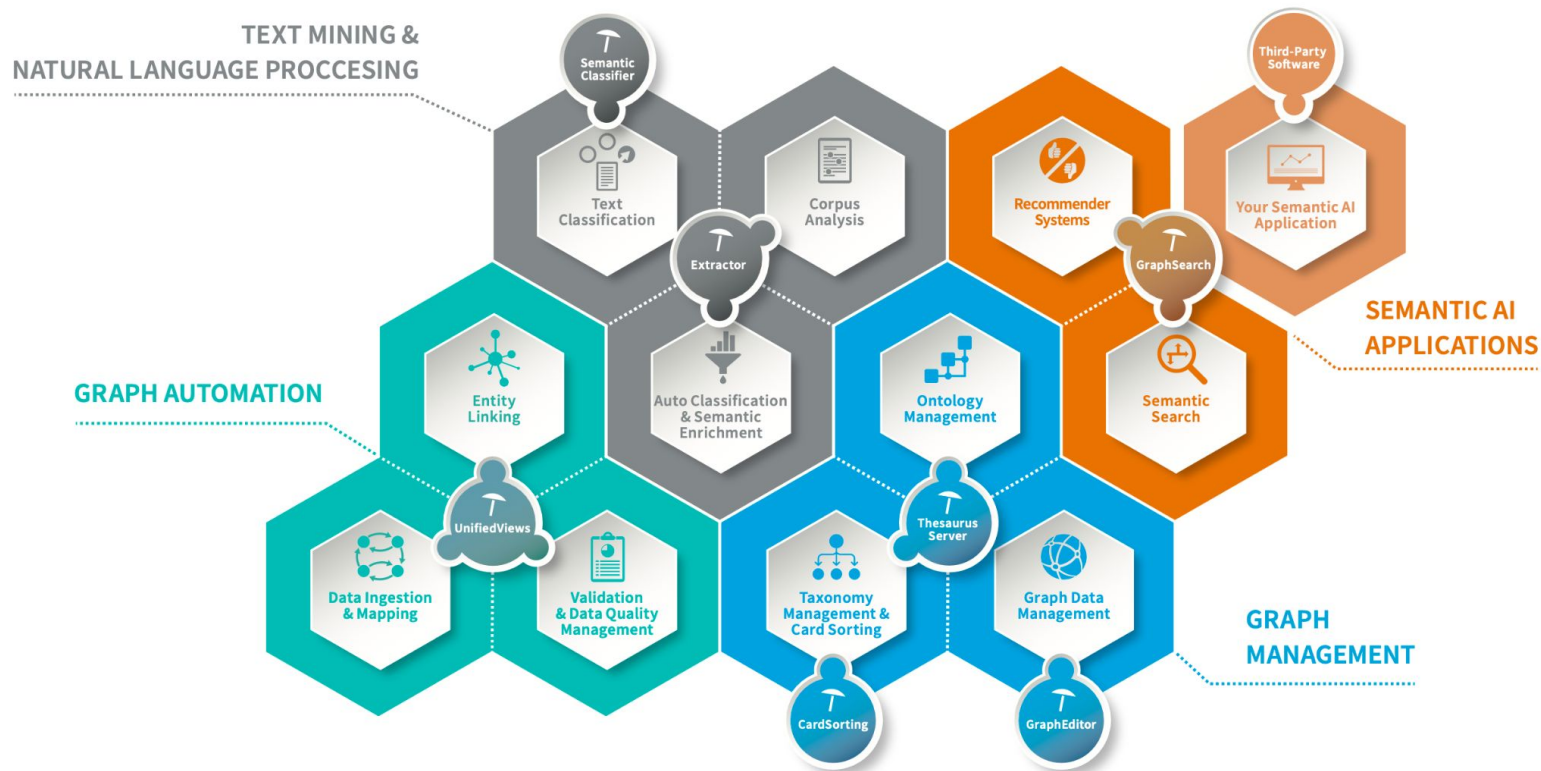 TEXT MINING &
NATURAL LANGUAGE PROCCESING
Semantic
Classifier
Third-Party
Software
Text
Classification
Corpus
Analysis
Recommender
Systems
Your Semantic AI
Application
Extractor
GraphSearch
SEMANTIC AI
APPLICATIONS
GRAPH AUTOMATION
Entity
Linking
Auto Classification
& Semantic
Enrichment
Ontology
Management
Semantic
Search
UnifiedViews
Thesaurus
Server
Data Ingestion
& Mapping
Validation
& Data Quality
Management
Taxonomy
Management &
Card Sorting
Graph Data
Management
GRAPH
MANAGEMENT
CardSorting
GraphEditor